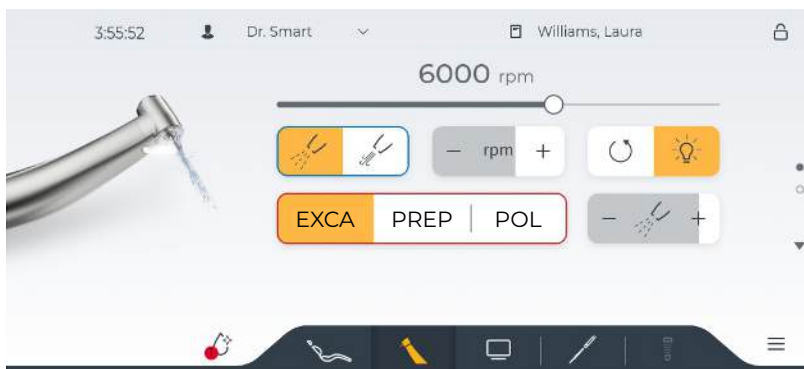 3:55:52 Dr. Smart Williams, Laura
6000 rpm
− rpm +
EXCA PREP | POL − +